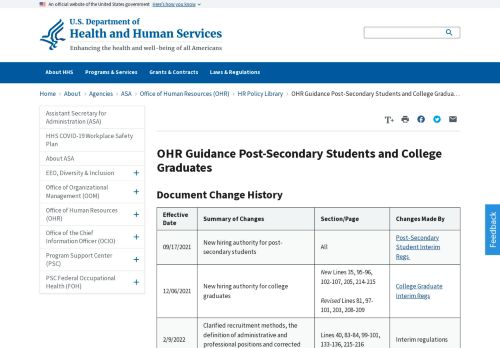 An official website of the United States government Here's how you know
U.S. Department of
Health and Human Services
Enhancing the health and well-being of all Americans
About HHS Programs & Services Grants & Contracts Laws & Regulations
Home > About > Agencies > ASA > Office of Human Resources (OHR) > HR Policy Library > OHR Guidance Post-Secondary Students and College Gradua...
Assistant Secretary for
Administration (ASA)
HHS COVID-19 Workplace Safety
Plan
About ASA
EEO, Diversity & Inclusion +
Office of Organizational
Management (OOM) +
Office of Human Resources
(OHR) +
Office of the Chief
Information Officer (OCIO) +
Program Support Center
(PSC) +
PSC Federal Occupational
Health (FOH) +
T+
OHR Guidance Post-Secondary Students and College
Graduates
Document Change History
Effective
Date
Summary of Changes
Section/Page
Changes Made By
09/17/2021
New hiring authority for post-
secondary students
All
Post-Secondary
Student Interim
Regs
12/06/2021
New hiring authority for college
graduates
New Lines 35, 95-96,
102-107, 205, 214-215
Revised Lines 81, 97-
101, 203, 208-209
College Graduate
Interim Regs
2/9/2022
Clarified recruitment methods, the
definition of administrative and
professional positions and corrected
Lines 40, 83-84, 99-101,
133-136, 215-216
Interim regulations
Feedback